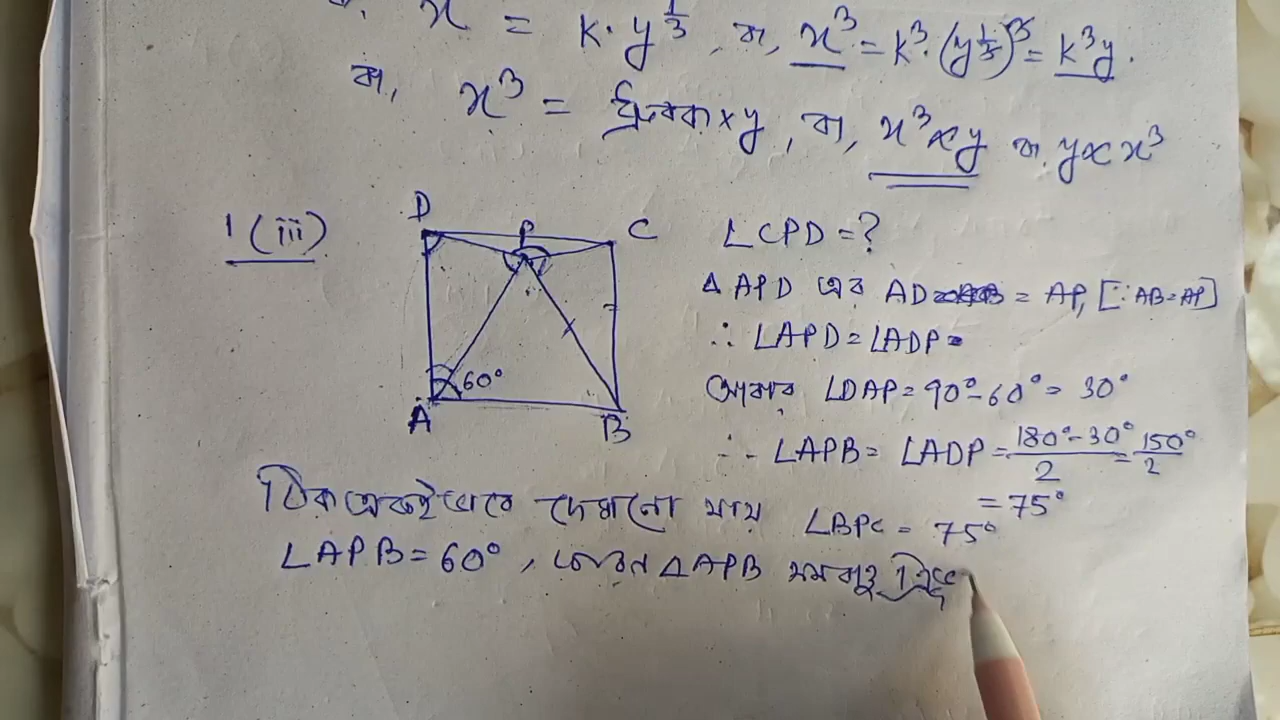 x = k·y^{1/3}, বা, x³ = k³·(y^{1/3})³ = k³y.
বা, x³ = ধ্রুবক×y, বা, x³∝y বা y∝x³
1(iii)
D P C
60°
A B
∠CPD = ?
△APD এর AD = AP, [∵AB=AP]
∴ ∠APD = ∠ADP =
আবার ∠DAP = 90°-60° = 30°
∴ ∠APB = ∠ADP = (180°-30°)/2 = 150°/2
= 75°
ঠিক একইভাবে দেখানো যায় ∠BPC = 75°
∠APB = 60°, কেননা △APB সমবাহু